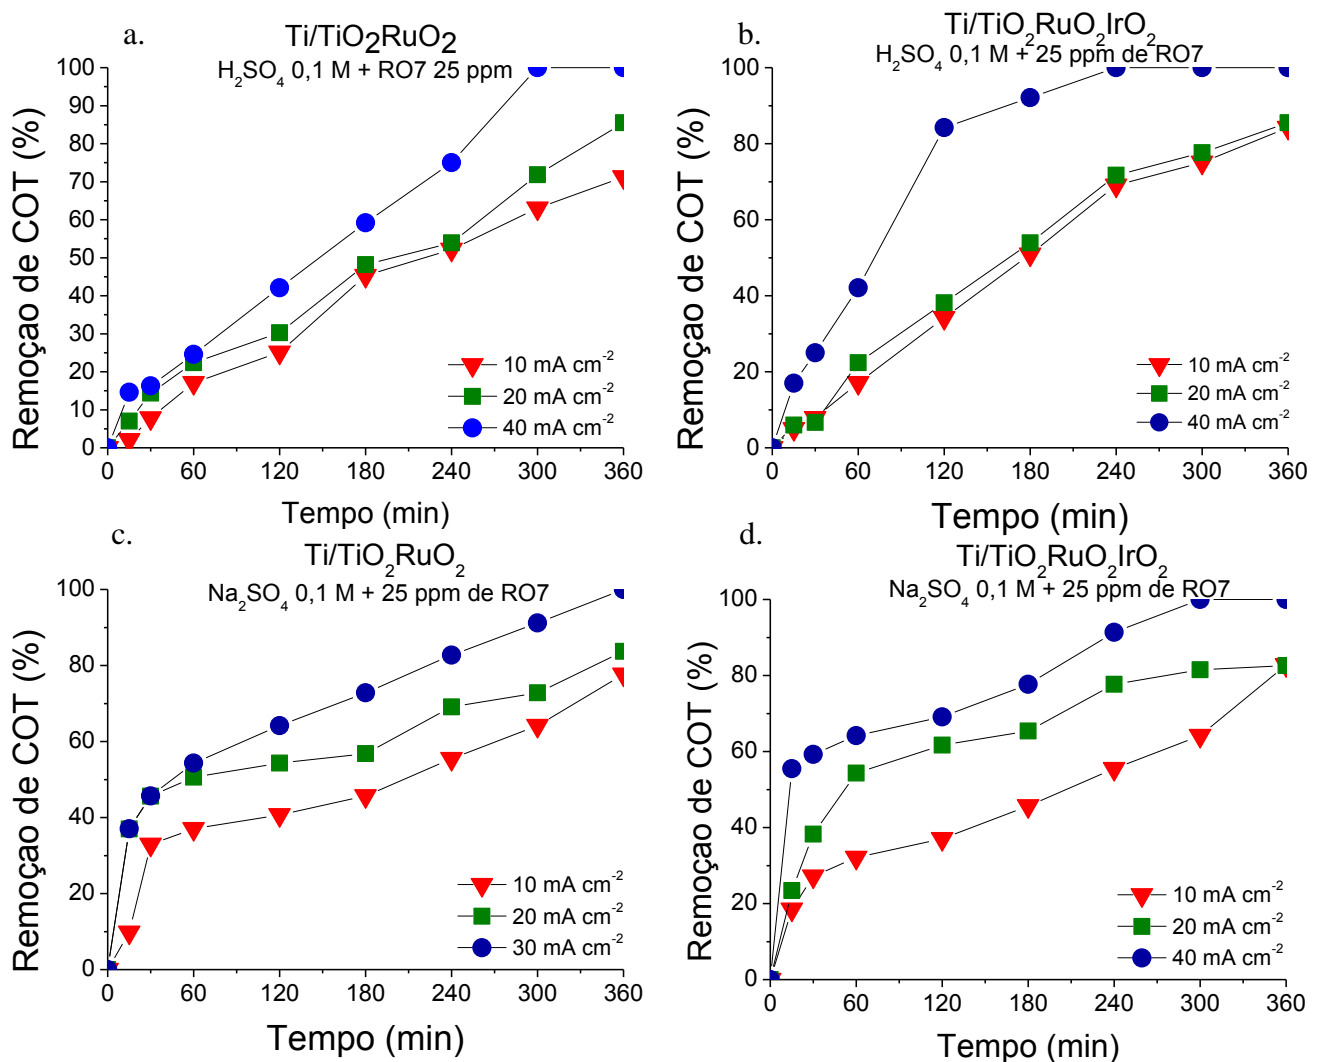 a.
Ti/TiO₂RuO₂
H₂SO₄ 0,1 M + RO7 25 ppm
Remoçao de COT (%)
100
90
80
70
60
50
40
30
20
10
0
0 60 120 180 240 300 360
Tempo (min)
10 mA cm⁻²
20 mA cm⁻²
40 mA cm⁻²
b.
Ti/TiO₂RuO₂IrO₂
H₂SO₄ 0,1 M + 25 ppm de RO7
Remoçao de COT (%)
100
80
60
40
20
0
0 60 120 180 240 300 360
Tempo (min)
10 mA cm⁻²
20 mA cm⁻²
40 mA cm⁻²
c.
Ti/TiO₂RuO₂
Na₂SO₄ 0,1 M + 25 ppm de RO7
Remoçao de COT (%)
100
80
60
40
20
0
0 60 120 180 240 300 360
Tempo (min)
10 mA cm⁻²
20 mA cm⁻²
30 mA cm⁻²
d.
Ti/TiO₂RuO₂IrO₂
Na₂SO₄ 0,1 M + 25 ppm de RO7
Remoçao de COT (%)
100
80
60
40
20
0
0 60 120 180 240 300 360
Tempo (min)
10 mA cm⁻²
20 mA cm⁻²
40 mA cm⁻²